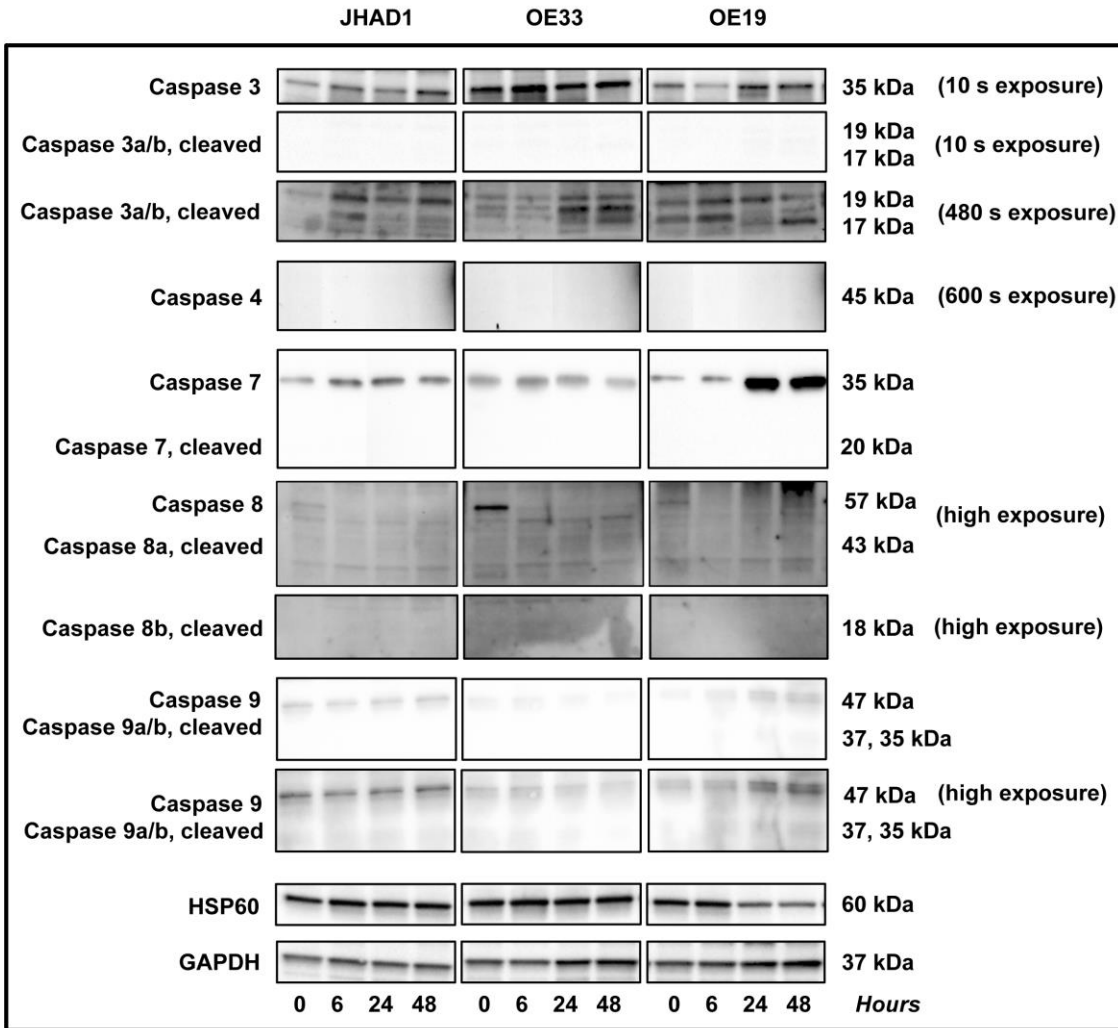 JHAD1 OE33 OE19
Caspase 3 35 kDa (10 s exposure)
Caspase 3a/b, cleaved 19 kDa 17 kDa (10 s exposure)
Caspase 3a/b, cleaved 19 kDa 17 kDa (480 s exposure)
Caspase 4 45 kDa (600 s exposure)
Caspase 7 35 kDa
Caspase 7, cleaved 20 kDa
Caspase 8 57 kDa (high exposure)
Caspase 8a, cleaved 43 kDa
Caspase 8b, cleaved 18 kDa (high exposure)
Caspase 9 47 kDa
Caspase 9a/b, cleaved 37, 35 kDa
Caspase 9 47 kDa (high exposure)
Caspase 9a/b, cleaved 37, 35 kDa
HSP60 60 kDa
GAPDH 37 kDa
0 6 24 48 0 6 24 48 0 6 24 48 Hours